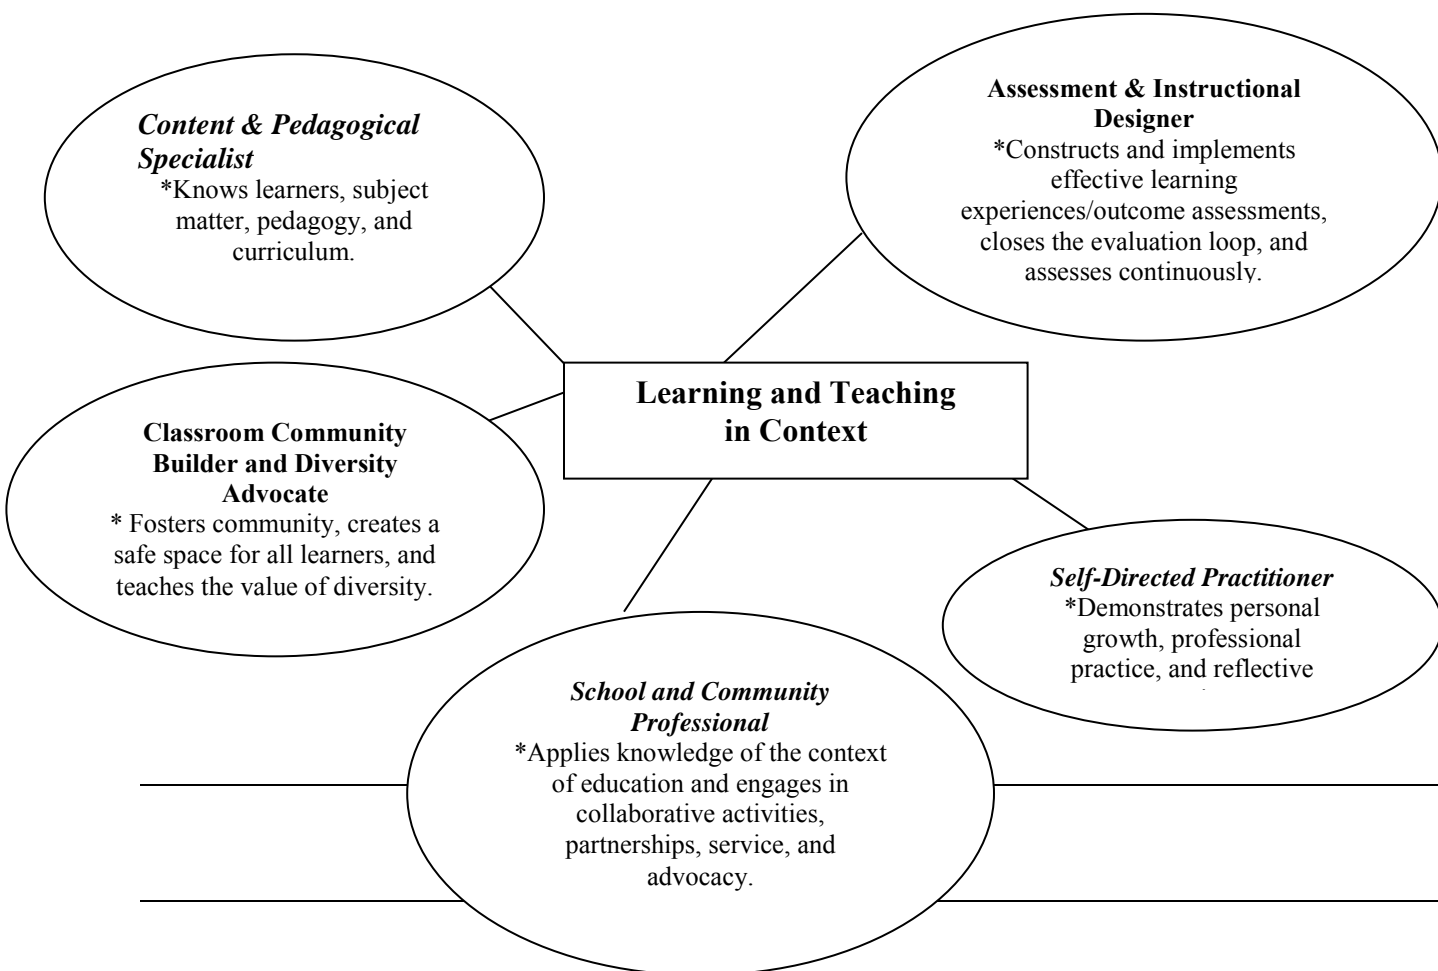 Content & Pedagogical
Specialist
*Knows learners, subject
matter, pedagogy, and
curriculum.
Assessment & Instructional
Designer
*Constructs and implements
effective learning
experiences/outcome assessments,
closes the evaluation loop, and
assesses continuously.
Learning and Teaching
in Context
Classroom Community
Builder and Diversity
Advocate
* Fosters community, creates a
safe space for all learners, and
teaches the value of diversity.
Self-Directed Practitioner
*Demonstrates personal
growth, professional
practice, and reflective
School and Community
Professional
*Applies knowledge of the context
of education and engages in
collaborative activities,
partnerships, service, and
advocacy.